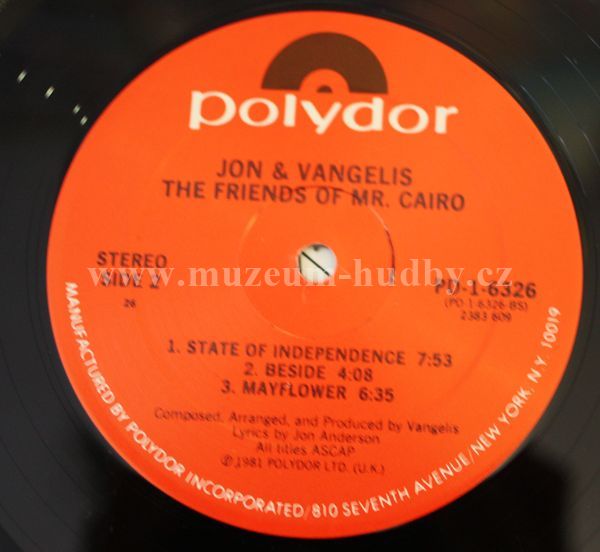 polydor
JON & VANGELIS
THE FRIENDS OF MR. CAIRO
STEREO
SIDE 2
26
www.muzeum-hudby.cz
PD-1-6326
(PD-1-6326-BS)
2383 609
1. STATE OF INDEPENDENCE 7:53
2. BESIDE 4:08
3. MAYFLOWER 6:35
Composed, Arranged, and Produced by Vangelis
Lyrics by Jon Anderson
All titles ASCAP
℗1981 POLYDOR LTD. (U.K.)
MANUFACTURED BY POLYDOR INCORPORATED/810 SEVENTH AVENUE/NEW YORK, N.Y. 10019